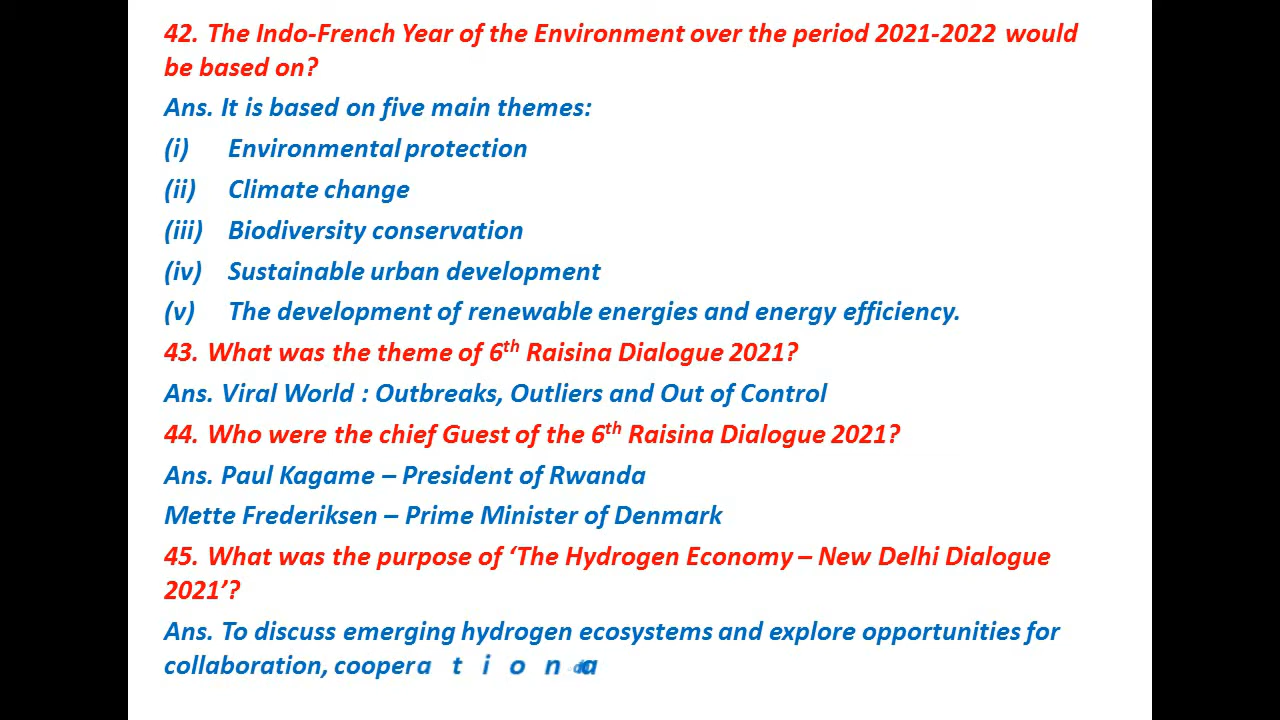 42. The Indo-French Year of the Environment over the period 2021-2022 would
be based on?
Ans. It is based on five main themes:
(i) Environmental protection
(ii) Climate change
(iii) Biodiversity conservation
(iv) Sustainable urban development
(v) The development of renewable energies and energy efficiency.
43. What was the theme of 6th Raisina Dialogue 2021?
Ans. Viral World : Outbreaks, Outliers and Out of Control
44. Who were the chief Guest of the 6th Raisina Dialogue 2021?
Ans. Paul Kagame – President of Rwanda
Mette Frederiksen – Prime Minister of Denmark
45. What was the purpose of ‘The Hydrogen Economy – New Delhi Dialogue
2021’?
Ans. To discuss emerging hydrogen ecosystems and explore opportunities for
collaboration, cooperation